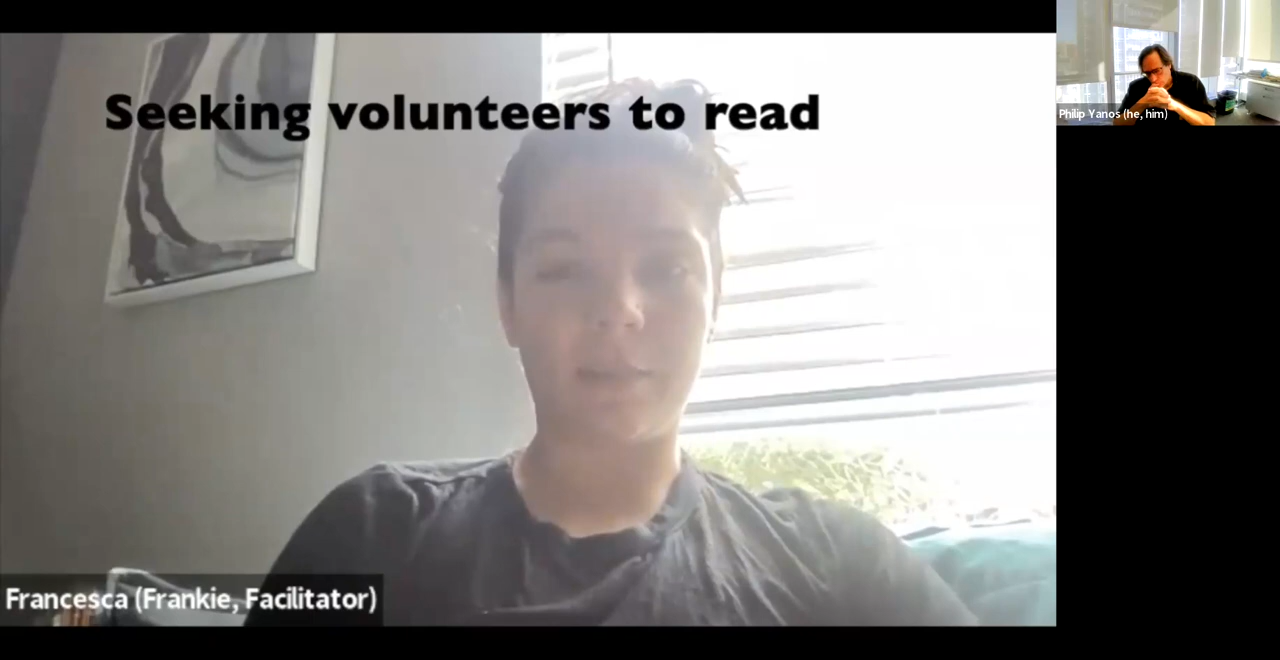 Seeking volunteers to read
Philip Yanos (he, him)
Francesca (Frankie, Facilitator)